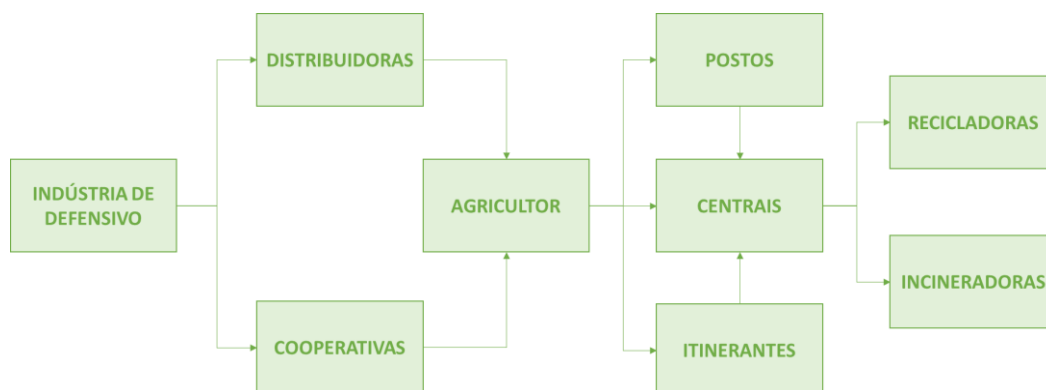 DISTRIBUIDORAS
POSTOS
RECICLADORAS
INDÚSTRIA DE
DEFENSIVO
AGRICULTOR
CENTRAIS
INCINERADORAS
COOPERATIVAS
ITINERANTES